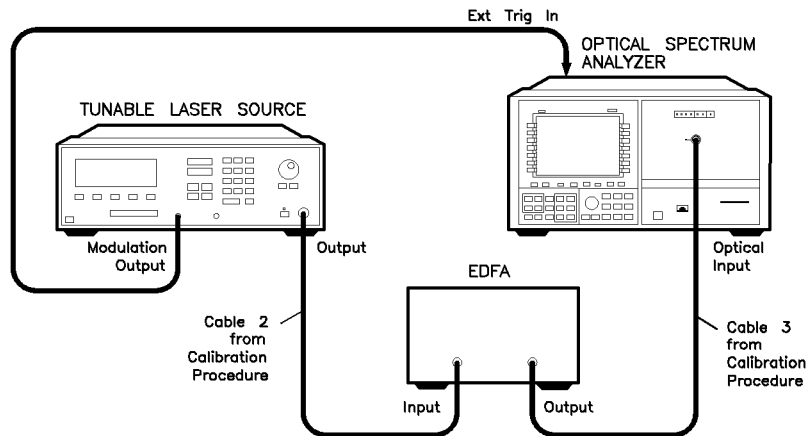 Ext Trig In
OPTICAL SPECTRUM
ANALYZER
TUNABLE LASER SOURCE
Modulation
Output
Output
Optical
Input
EDFA
Cable 2
from
Calibration
Procedure
Cable 3
from
Calibration
Procedure
Input
Output